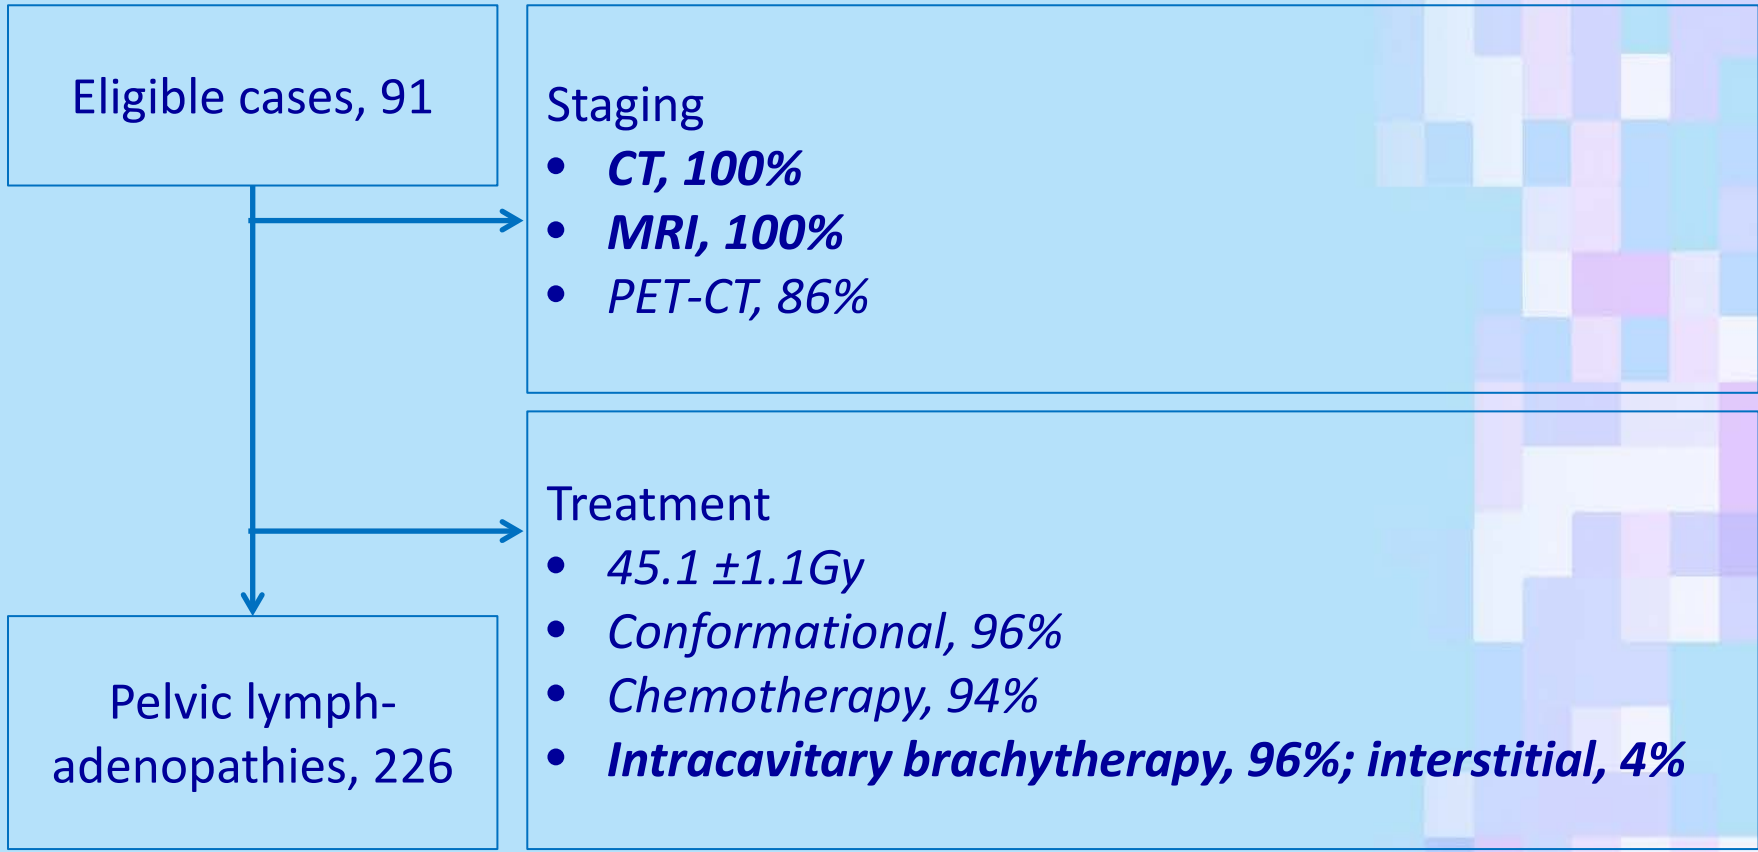 Eligible cases, 91
Staging
• CT, 100%
• MRI, 100%
• PET-CT, 86%
Treatment
• 45.1 ±1.1Gy
• Conformational, 96%
• Chemotherapy, 94%
• Intracavitary brachytherapy, 96%; interstitial, 4%
Pelvic lymph-
adenopathies, 226